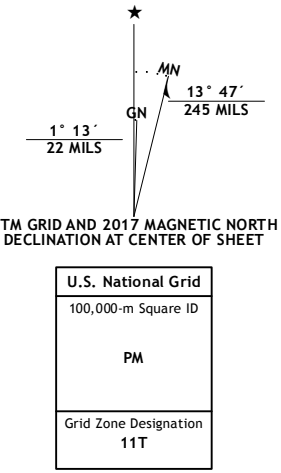 ★
MN
GN
13° 47´
245 MILS
1° 13´
22 MILS
TM GRID AND 2017 MAGNETIC NORTH
DECLINATION AT CENTER OF SHEET
U.S. National Grid
100,000-m Square ID
PM
Grid Zone Designation
11T